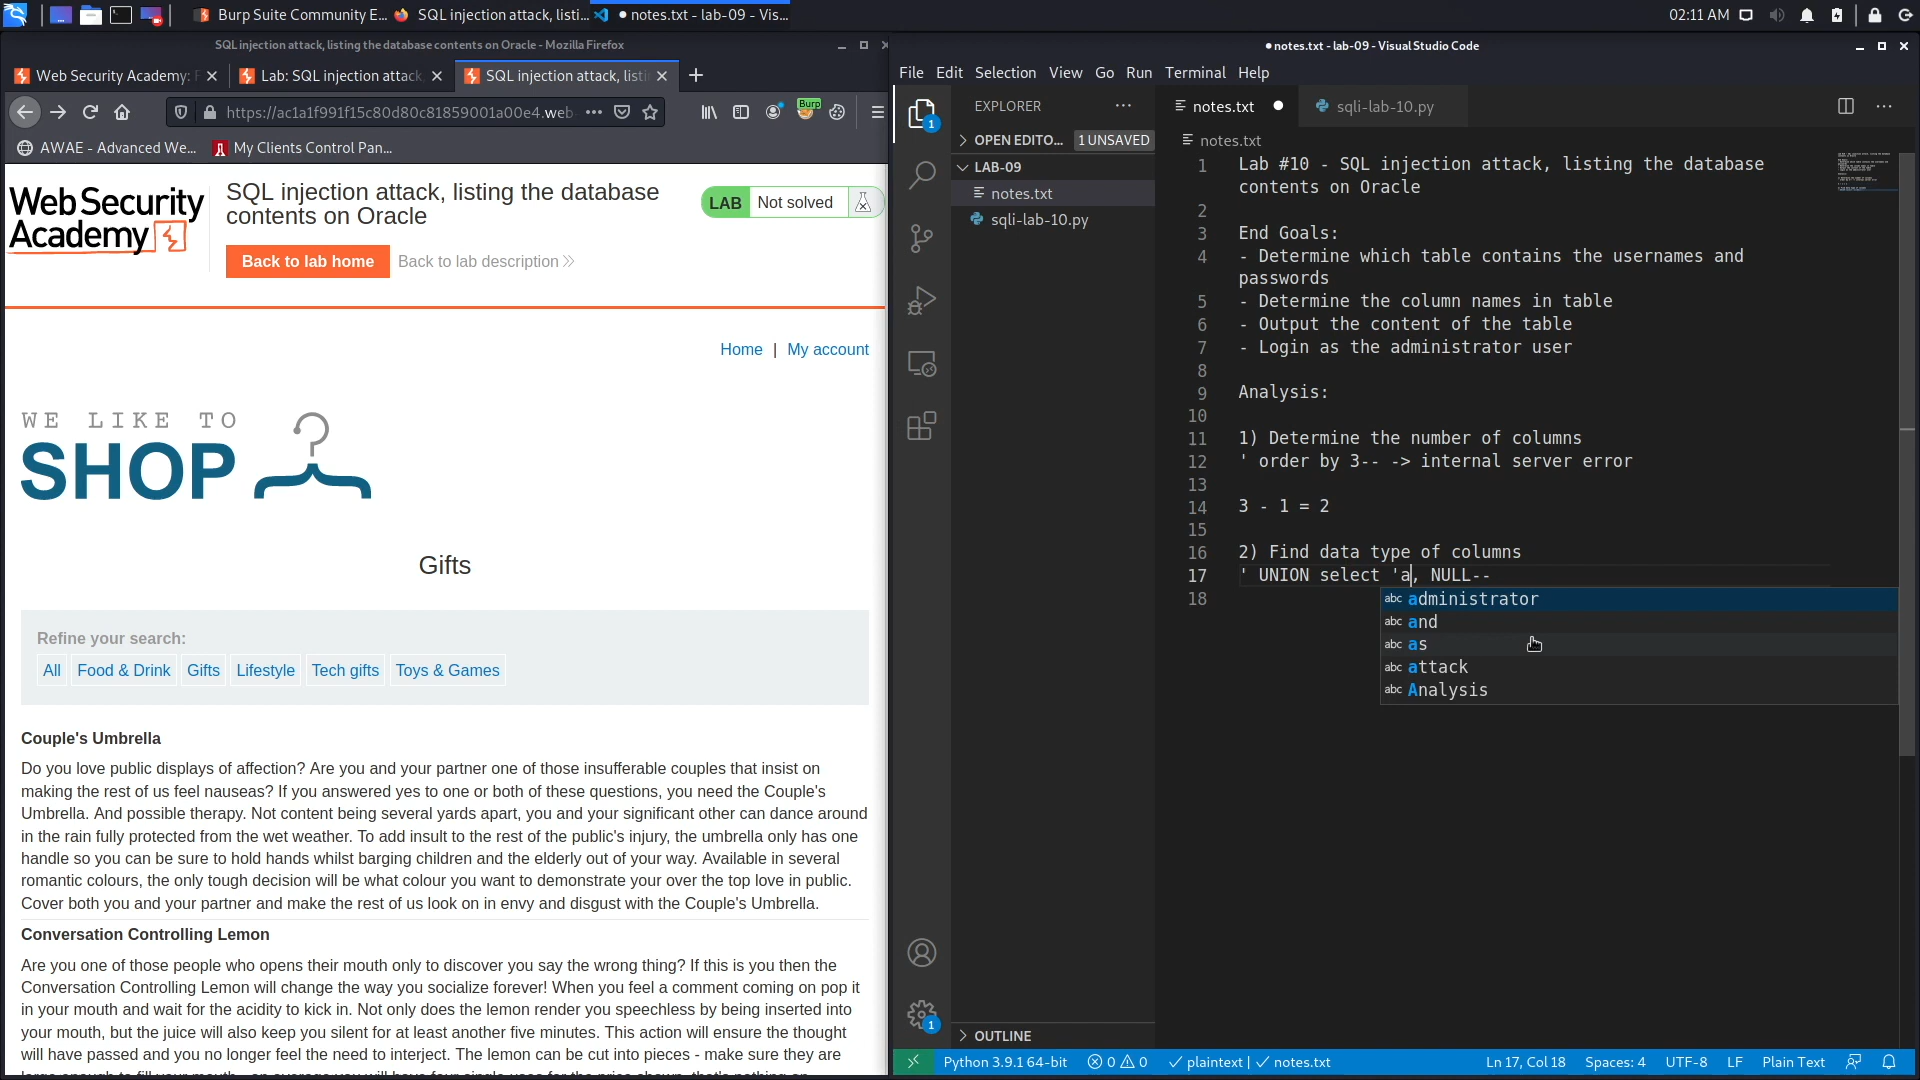 Burp Suite Community E...
SQL injection attack, listi...
● notes.txt - lab-09 - Vis...
02:11 AM
SQL injection attack, listing the database contents on Oracle - Mozilla Firefox
● notes.txt - lab-09 - Visual Studio Code
Web Security Academy: F
Lab: SQL injection attack
SQL injection attack, listi
https://ac1a1f991f15c80d80c81859001a00e4.web
Burp
AWAE - Advanced We...
My Clients Control Pan...
WebSecurity
Academy
SQL injection attack, listing the database
contents on Oracle
LAB
Not solved
Back to lab home
Back to lab description
Home | My account
WE LIKE TO
SHOP
Gifts
Refine your search:
All
Food & Drink
Gifts
Lifestyle
Tech gifts
Toys & Games
Couple's Umbrella
Do you love public displays of affection? Are you and your partner one of those insufferable couples that insist on
making the rest of us feel nauseas? If you answered yes to one or both of these questions, you need the Couple's
Umbrella. And possible therapy. Not content being several yards apart, you and your significant other can dance around
in the rain fully protected from the wet weather. To add insult to the rest of the public's injury, the umbrella only has one
handle so you can be sure to hold hands whilst barging children and the elderly out of your way. Available in several
romantic colours, the only tough decision will be what colour you want to demonstrate your over the top love in public.
Cover both you and your partner and make the rest of us look on in envy and disgust with the Couple's Umbrella.
Conversation Controlling Lemon
Are you one of those people who opens their mouth only to discover you say the wrong thing? If this is you then the
Conversation Controlling Lemon will change the way you socialize forever! When you feel a comment coming on pop it
in your mouth and wait for the acidity to kick in. Not only does the lemon render you speechless by being inserted into
your mouth, but the juice will also keep you silent for at least another five minutes. This action will ensure the thought
will have passed and you no longer feel the need to interject. The lemon can be cut into pieces - make sure they are
File Edit Selection View Go Run Terminal Help
EXPLORER
OPEN EDITO...
1 UNSAVED
LAB-09
notes.txt
sqli-lab-10.py
OUTLINE
1
1
notes.txt
sqli-lab-10.py
notes.txt
1 Lab #10 - SQL injection attack, listing the database
contents on Oracle
2
3 End Goals:
4 - Determine which table contains the usernames and
passwords
5 - Determine the column names in table
6 - Output the content of the table
7 - Login as the administrator user
8
9 Analysis:
10
11 1) Determine the number of columns
12 ' order by 3-- -> internal server error
13
14 3 - 1 = 2
15
16 2) Find data type of columns
17 ' UNION select 'a, NULL--
18
abc administrator
abc and
abc as
abc attack
abc Analysis
Python 3.9.1 64-bit
0
0
plaintext | ✓ notes.txt
Ln 17, Col 18
Spaces: 4
UTF-8
LF
Plain Text